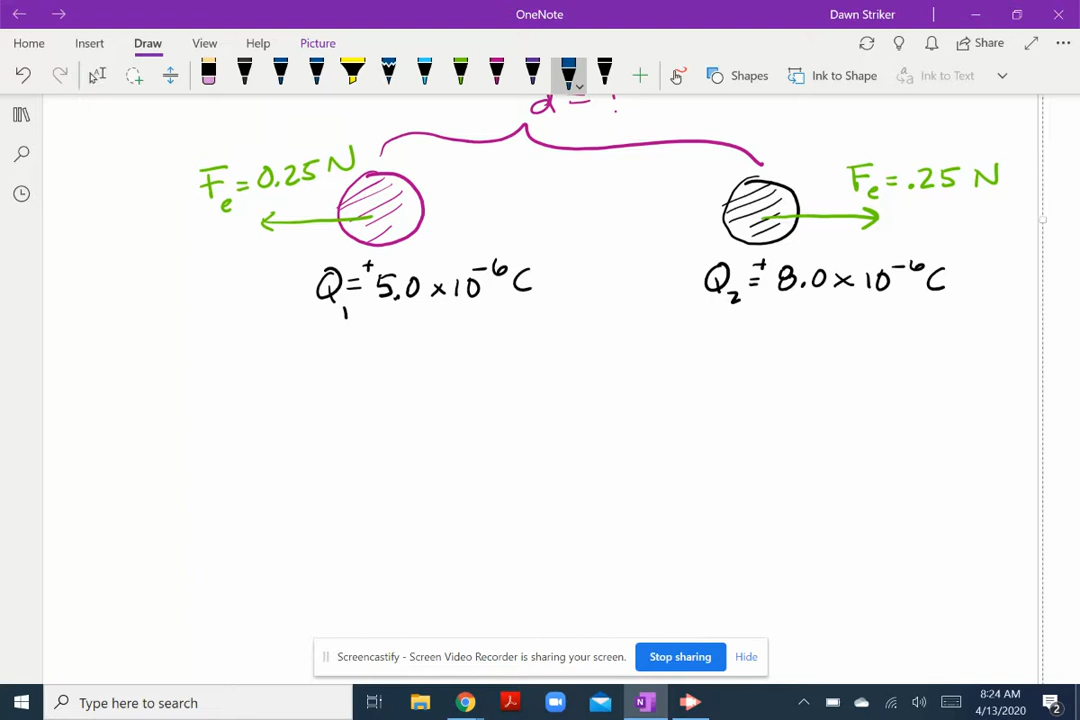 OneNote
Dawn Striker
Home Insert Draw View Help Picture
Share
Shapes Ink to Shape Ink to Text
d = ?
Fe = 0.25 N
Fe = .25 N
Q1 = +5.0 x 10^-6 C
Q2 = +8.0 x 10^-6 C
Screencastify - Screen Video Recorder is sharing your screen. Stop sharing Hide
Type here to search
8:24 AM
4/13/2020
2